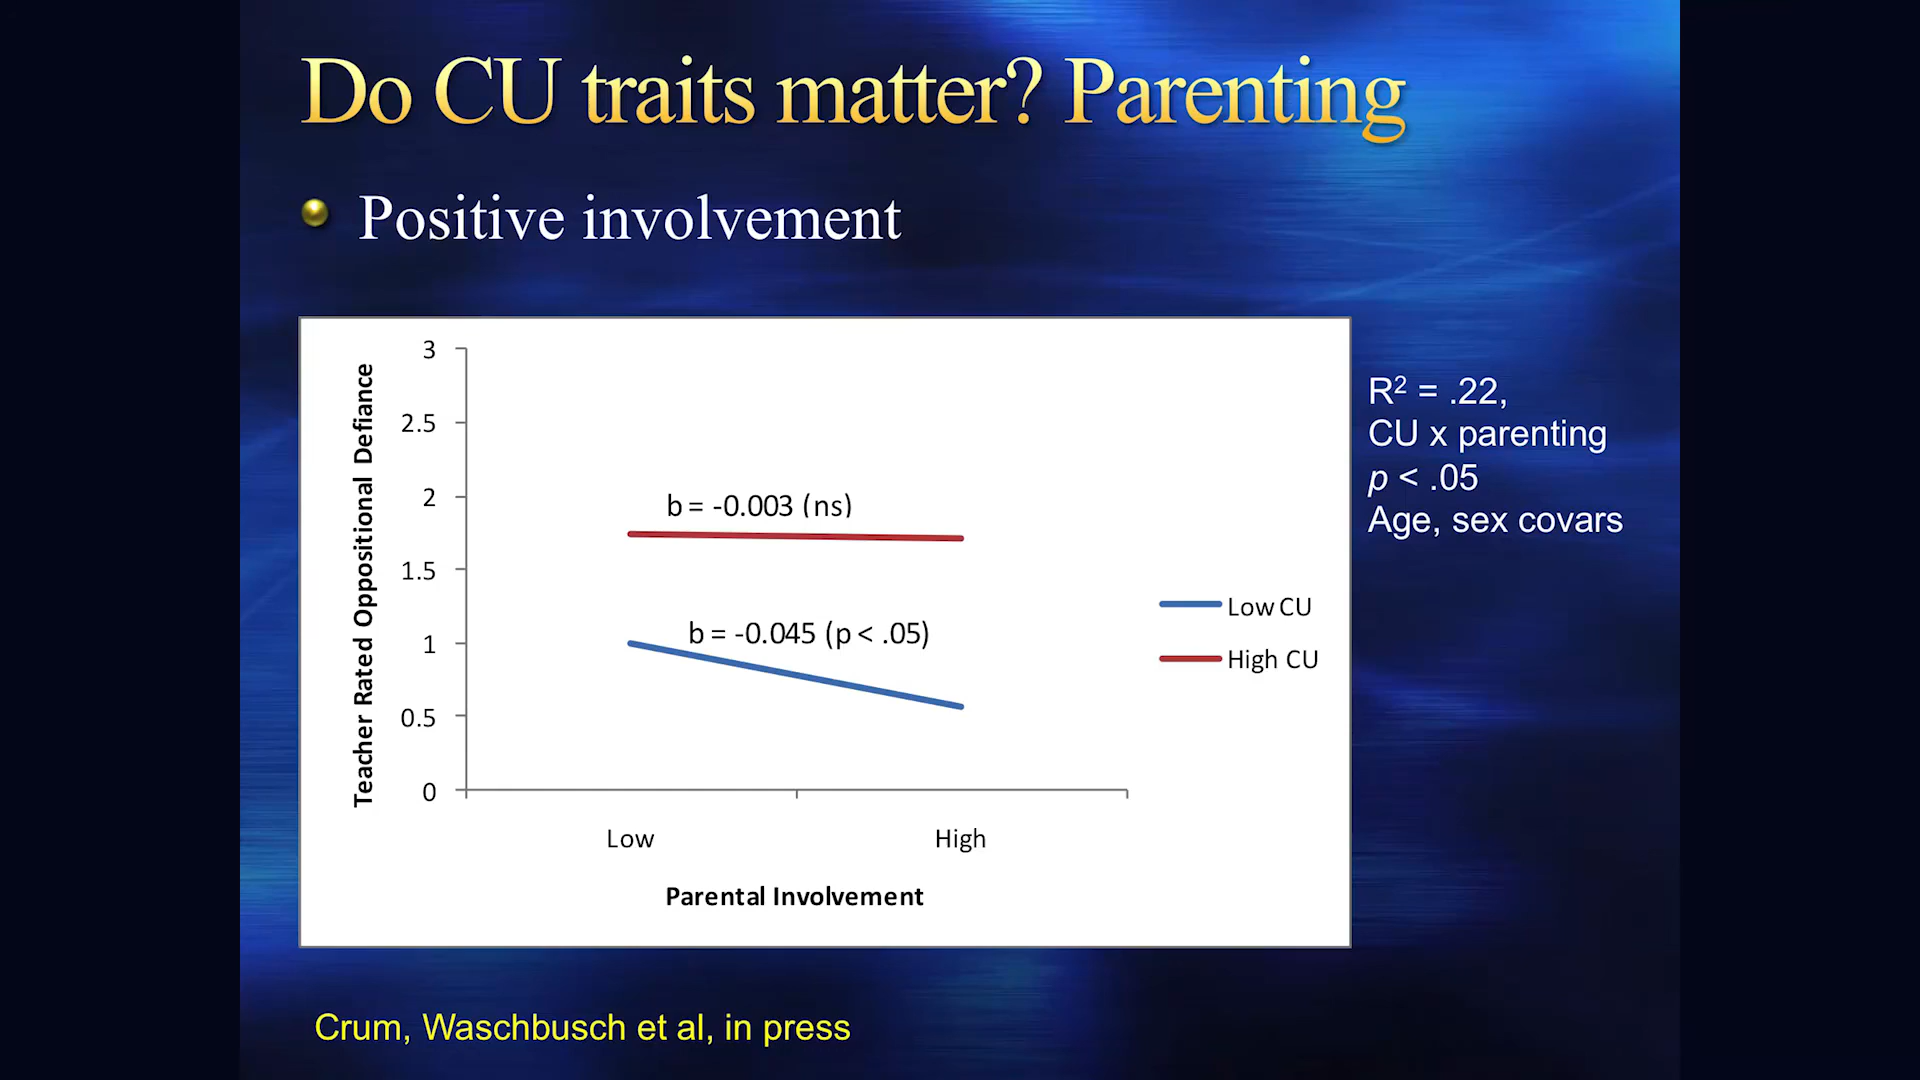 Do CU traits matter? Parenting
Positive involvement
Teacher Rated Oppositional Defiance
3
2.5
2
1.5
1
0.5
0
b = -0.003 (ns)
b = -0.045 (p < .05)
Low CU
High CU
Low
High
Parental Involvement
R² = .22,
CU x parenting
p < .05
Age, sex covars
Crum, Waschbusch et al, in press